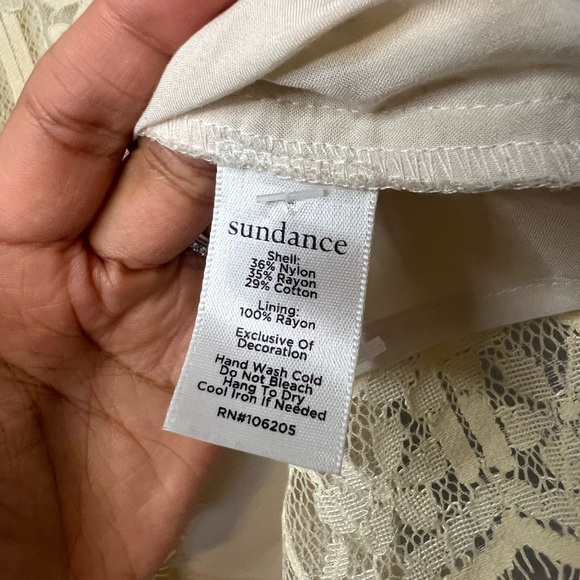 sundance
Shell:
36% Nylon
35% Rayon
29% Cotton
Lining:
100% Rayon
Exclusive Of
Decoration
Hand Wash Cold
Do Not Bleach
Hang To Dry
Cool Iron If Needed
RN#106205